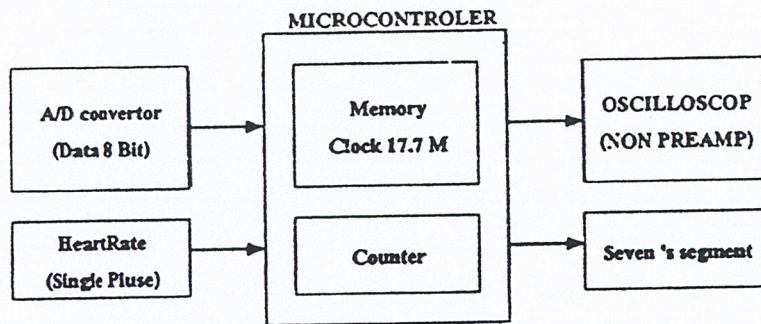 MICROCONTROLER
A/D convertor
(Data 8 Bit)
Memory
Clock 17.7 M
OSCILLOSCOP
(NON PREAMP)
HeartRate
(Single Pluse)
Counter
Seven 's segment